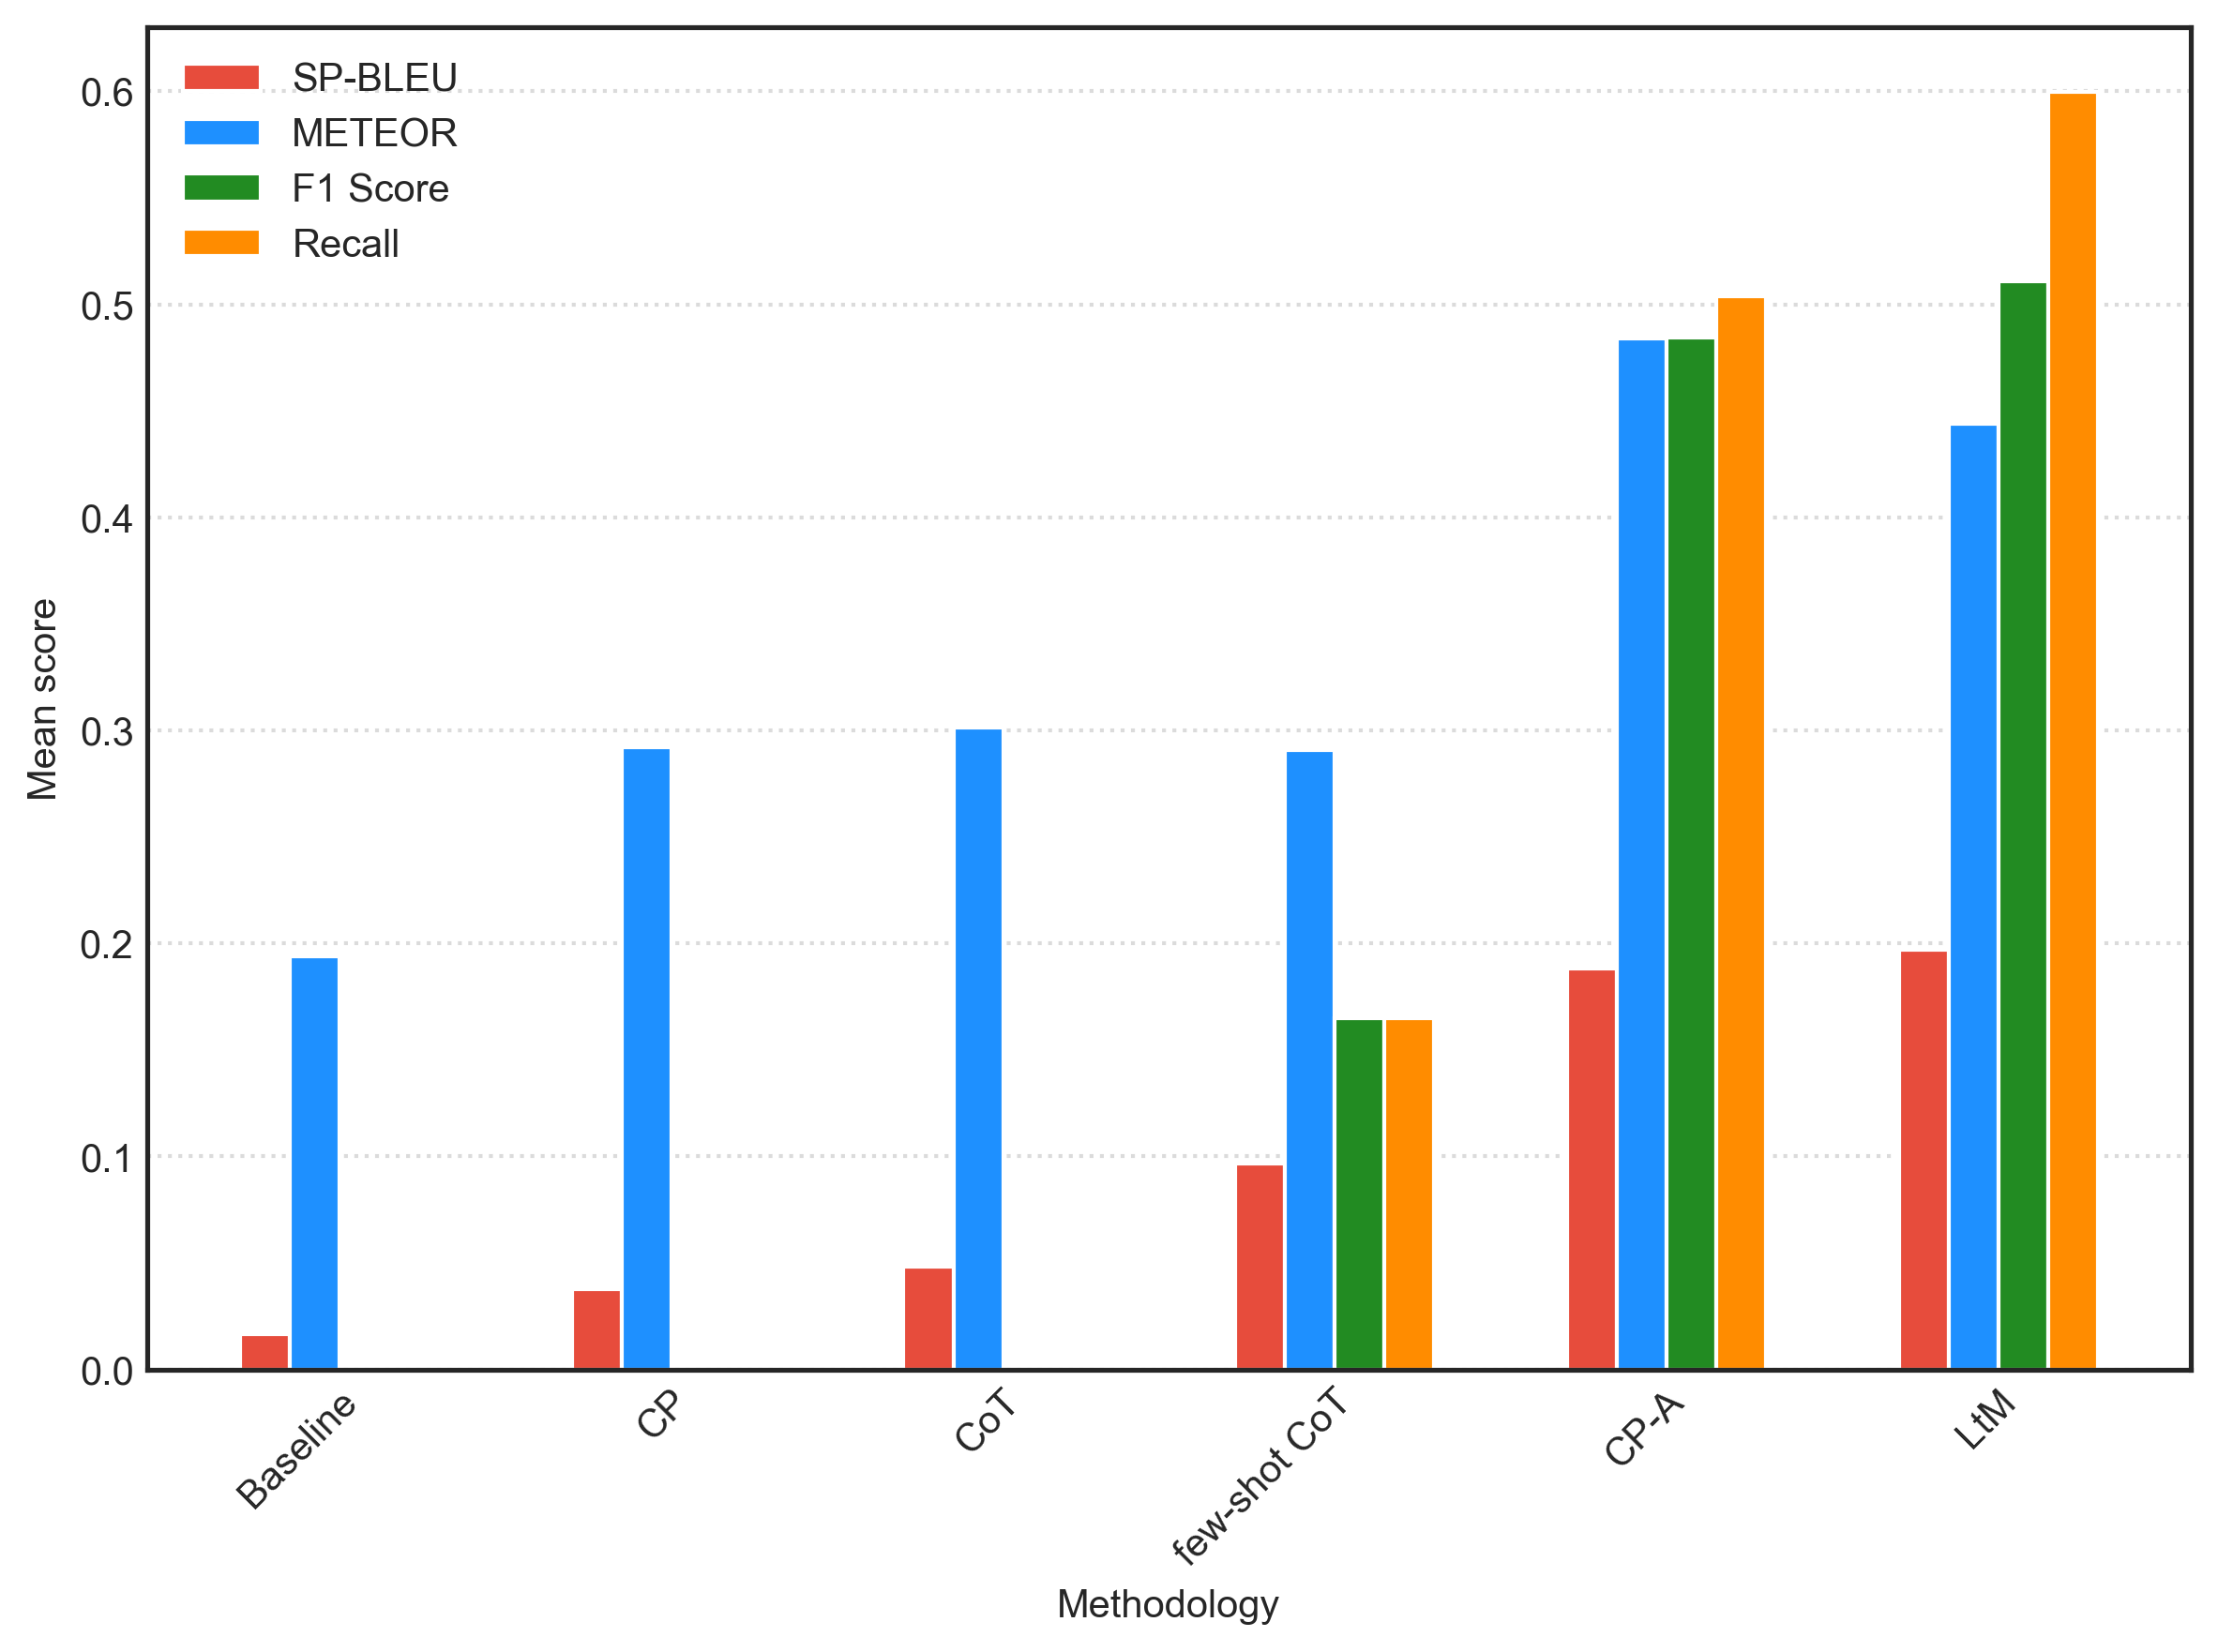 SP-BLEU
METEOR
F1 Score
Recall
0.6
0.5
0.4
0.3
0.2
0.1
0.0
Mean score
Baseline
CP
CoT
few-shot CoT
CP-A
LtM
Methodology